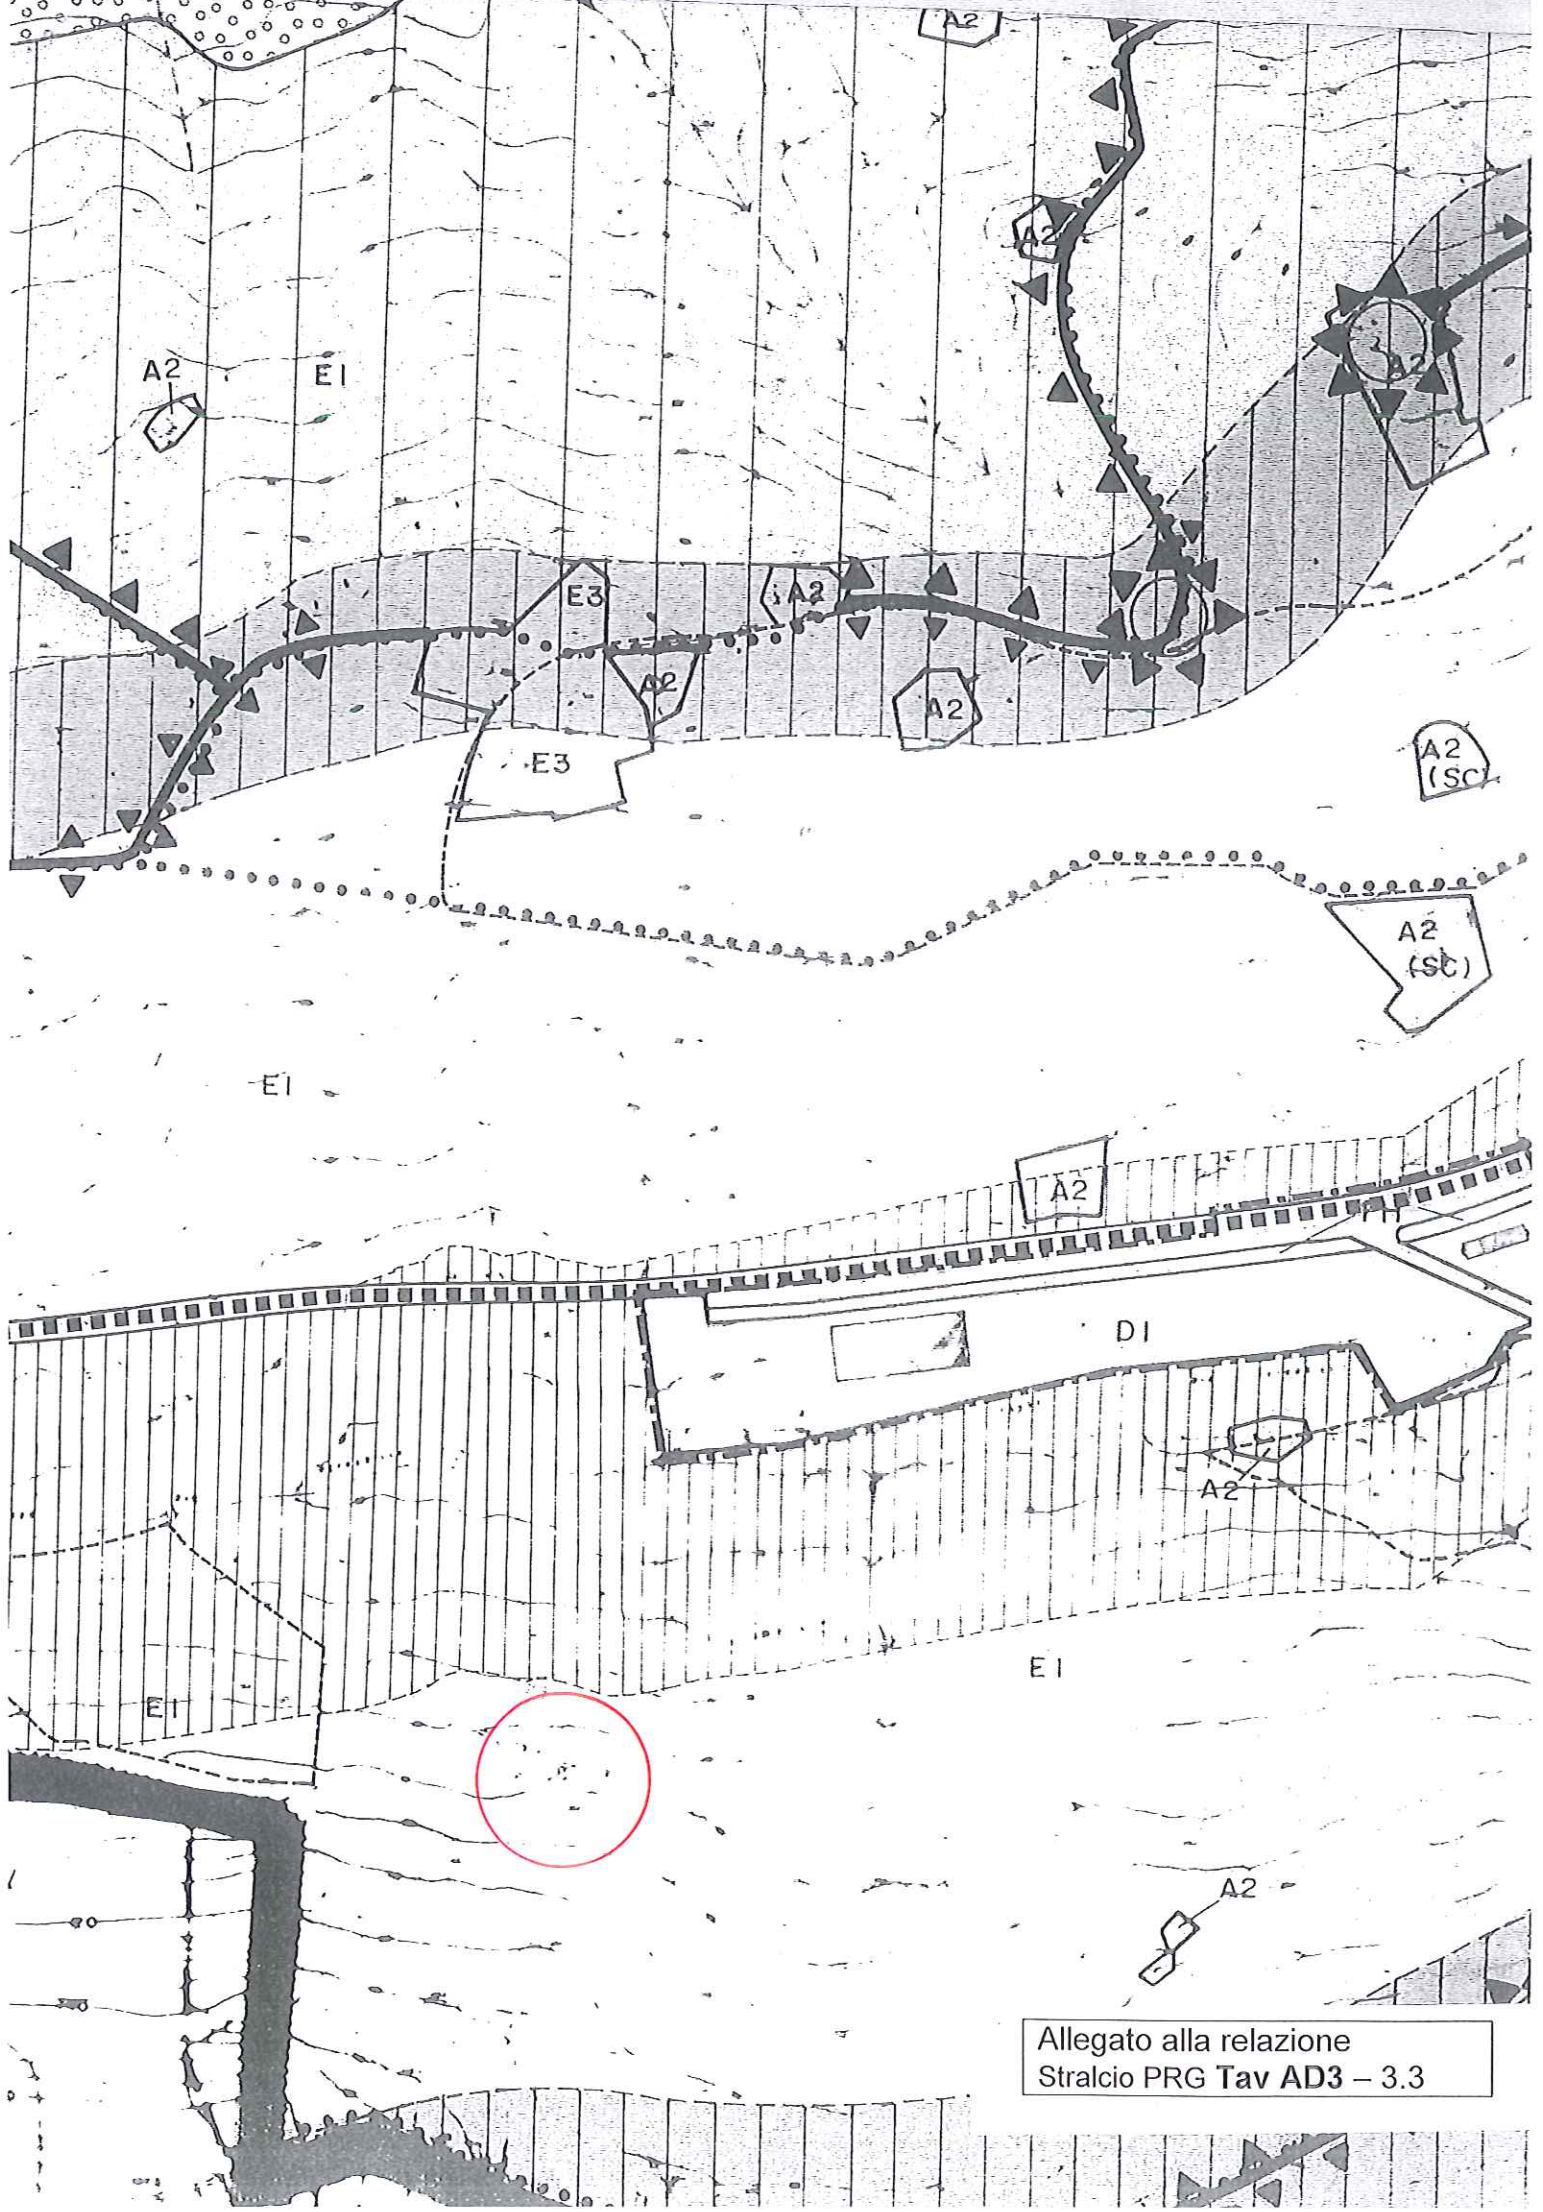 A2
A2
A2
A2
E1
E3
A2
A2
A2
E3
A2
(SC)
A2
(SC)
E1
A2
D1
A2
E1
E1
A2
Allegato alla relazione
Stralcio PRG Tav AD3 – 3.3